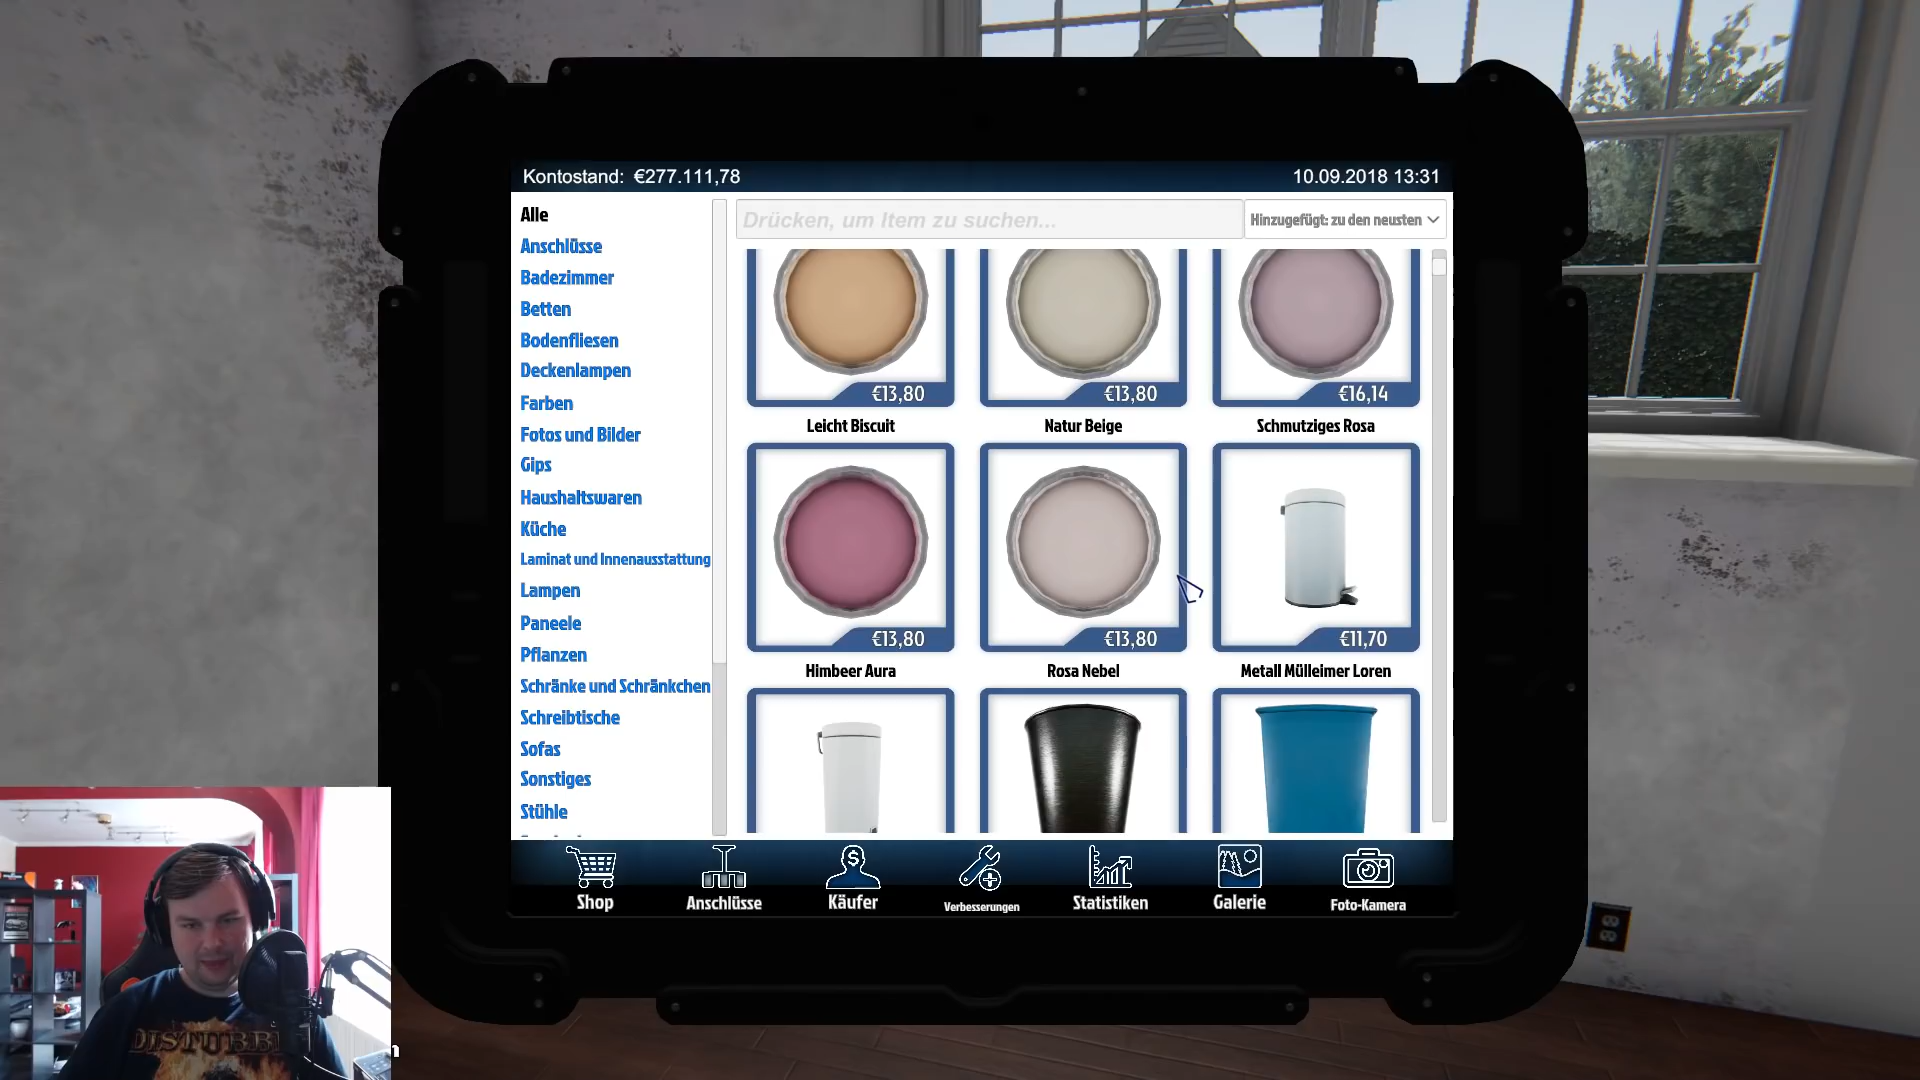 Kontostand: €277.111,78
10.09.2018 13:31
Alle
Anschlüsse
Badezimmer
Betten
Bodenfliesen
Deckenlampen
Farben
Fotos und Bilder
Gips
Haushaltswaren
Küche
Laminat und Innenausstattung
Lampen
Paneele
Pflanzen
Schränke und Schränkchen
Schreibtische
Sofas
Sonstiges
Stühle
Drücken, um Item zu suchen...
Hinzugefügt: zu den neusten
€13,80
€13,80
€16,14
Leicht Biscuit
Natur Beige
Schmutziges Rosa
€13,80
€13,80
€11,70
Himbeer Aura
Rosa Nebel
Metall Mülleimer Loren
Shop
Anschlüsse
Käufer
Verbesserungen
Statistiken
Galerie
Foto-Kamera